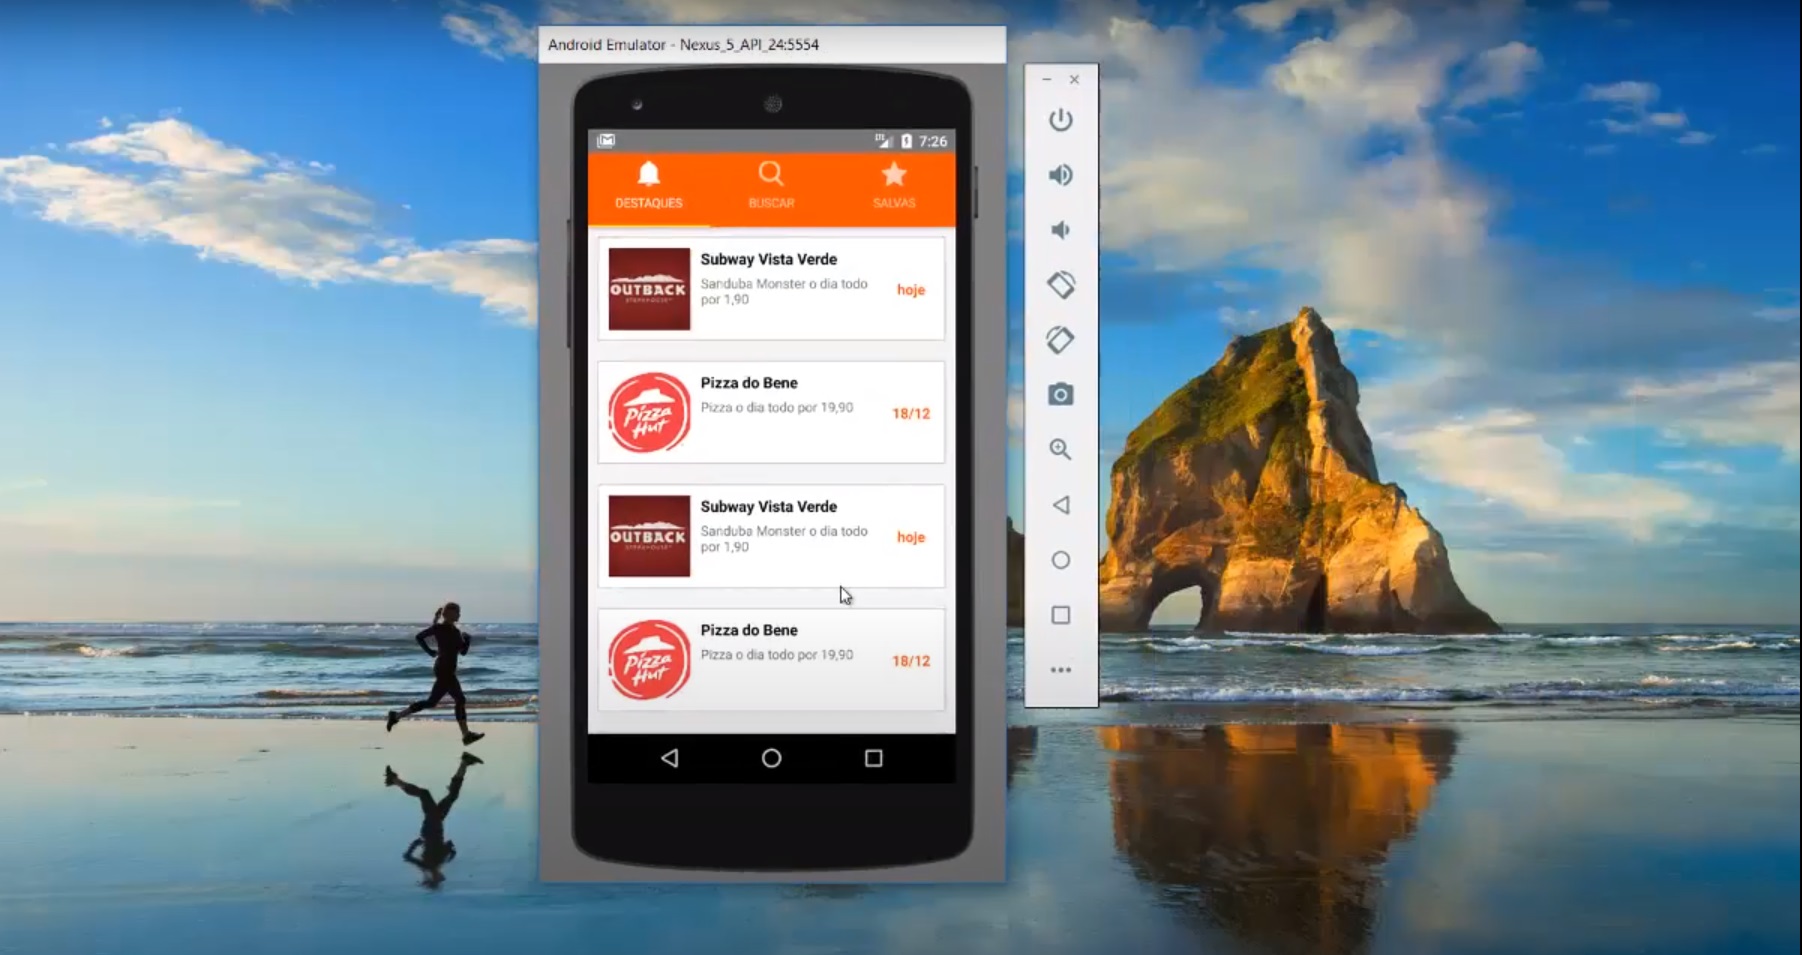 Android Emulator - Nexus_5_API_24:5554
7:26
DESTAQUES
BUSCAR
SALVAS
OUTBACK
STEAKHOUSE
Subway Vista Verde
Sanduba Monster o dia todo
por 1,90
hoje
Pizza
Hut
Pizza do Bene
Pizza o dia todo por 19,90
18/12
OUTBACK
STEAKHOUSE
Subway Vista Verde
Sanduba Monster o dia todo
por 1,90
hoje
Pizza
Hut
Pizza do Bene
Pizza o dia todo por 19,90
18/12